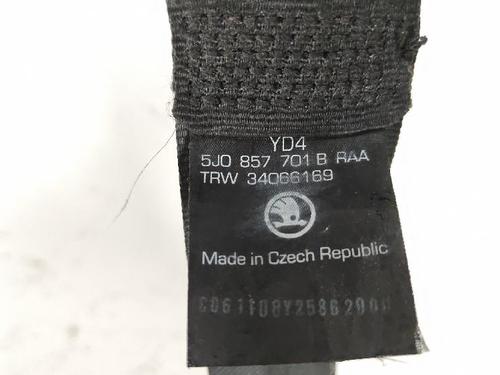 YD4
5J0 857 701 B RAA
TRW 34066169
Made in Czech Republic